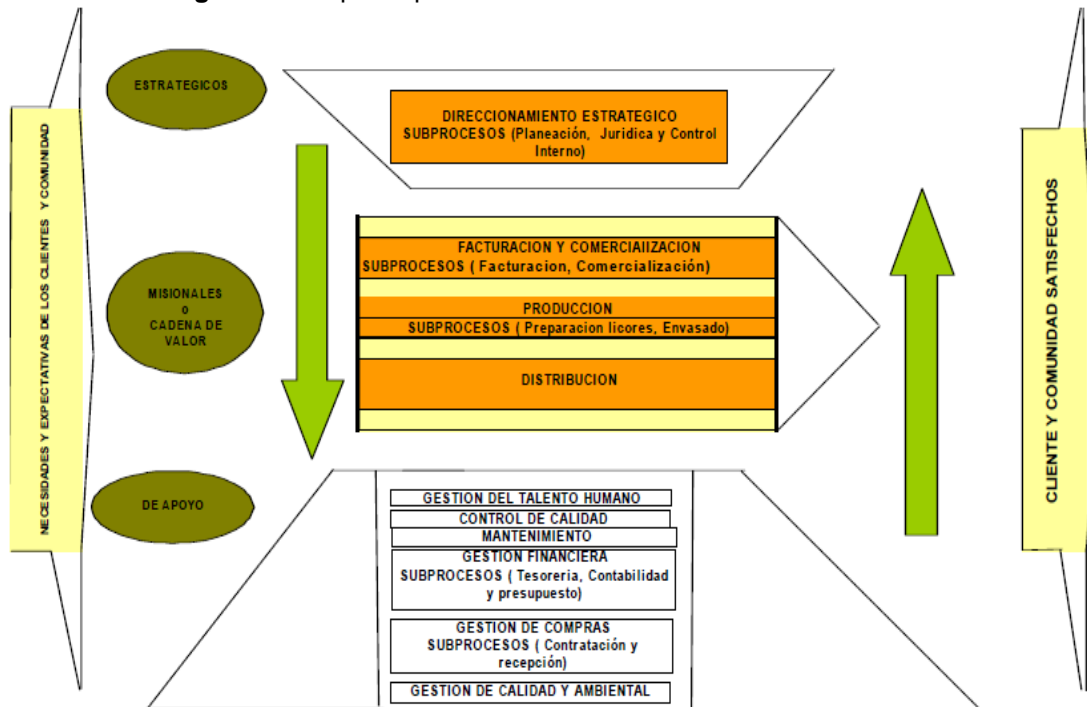 NECESIDADES Y EXPECTATIVAS DE LOS CLIENTES Y COMUNIDAD
ESTRATEGICOS
DIRECCIONAMIENTO ESTRATEGICO
SUBPROCESOS (Planeación, Juridica y Control
Interno)
MISIONALES
o
CADENA DE
VALOR
FACTURACION Y COMERCIAIIZACION
SUBPROCESOS ( Facturacion, Comercialización)
PRODUCCION
SUBPROCESOS ( Preparacion licores, Envasado)
DISTRIBUCION
DE APOYO
GESTION DEL TALENTO HUMANO
CONTROL DE CALIDAD
MANTENIMIENTO
GESTION FINANCIERA
SUBPROCESOS ( Tesoreria, Contabilidad
y presupuesto)
GESTION DE COMPRAS
SUBPROCESOS ( Contratación y
recepción)
GESTION DE CALIDAD Y AMBIENTAL
CLIENTE Y COMUNIDAD SATISFECHOS